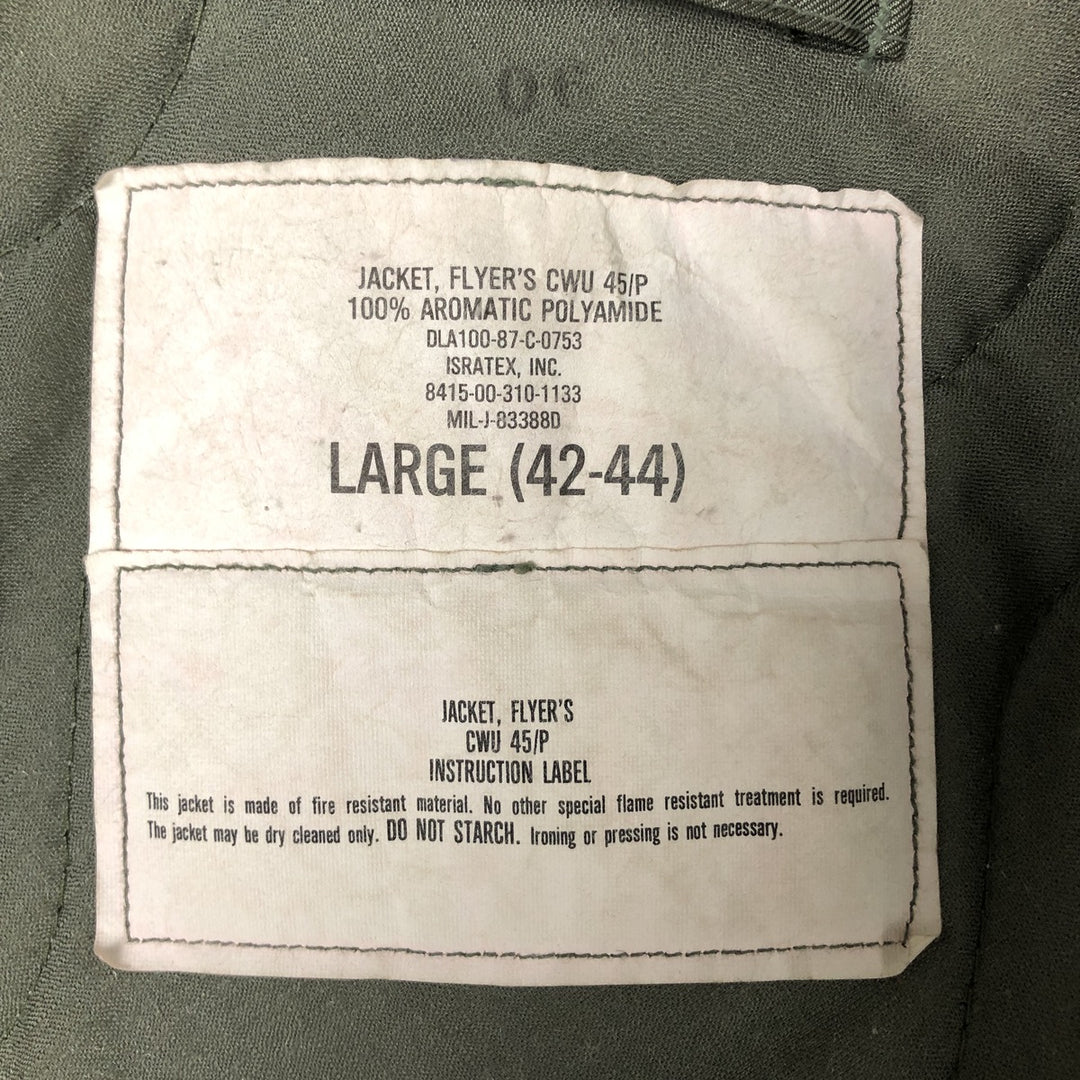 JACKET, FLYER'S CWU 45/P
100% AROMATIC POLYAMIDE
DLA100-87-C-0753
ISRATEX, INC.
8415-00-310-1133
MIL-J-83388D
LARGE (42-44)
JACKET, FLYER'S
CWU 45/P
INSTRUCTION LABEL
This jacket is made of fire resistant material. No other special flame resistant treatment is required.
The jacket may be dry cleaned only. DO NOT STARCH. Ironing or pressing is not necessary.